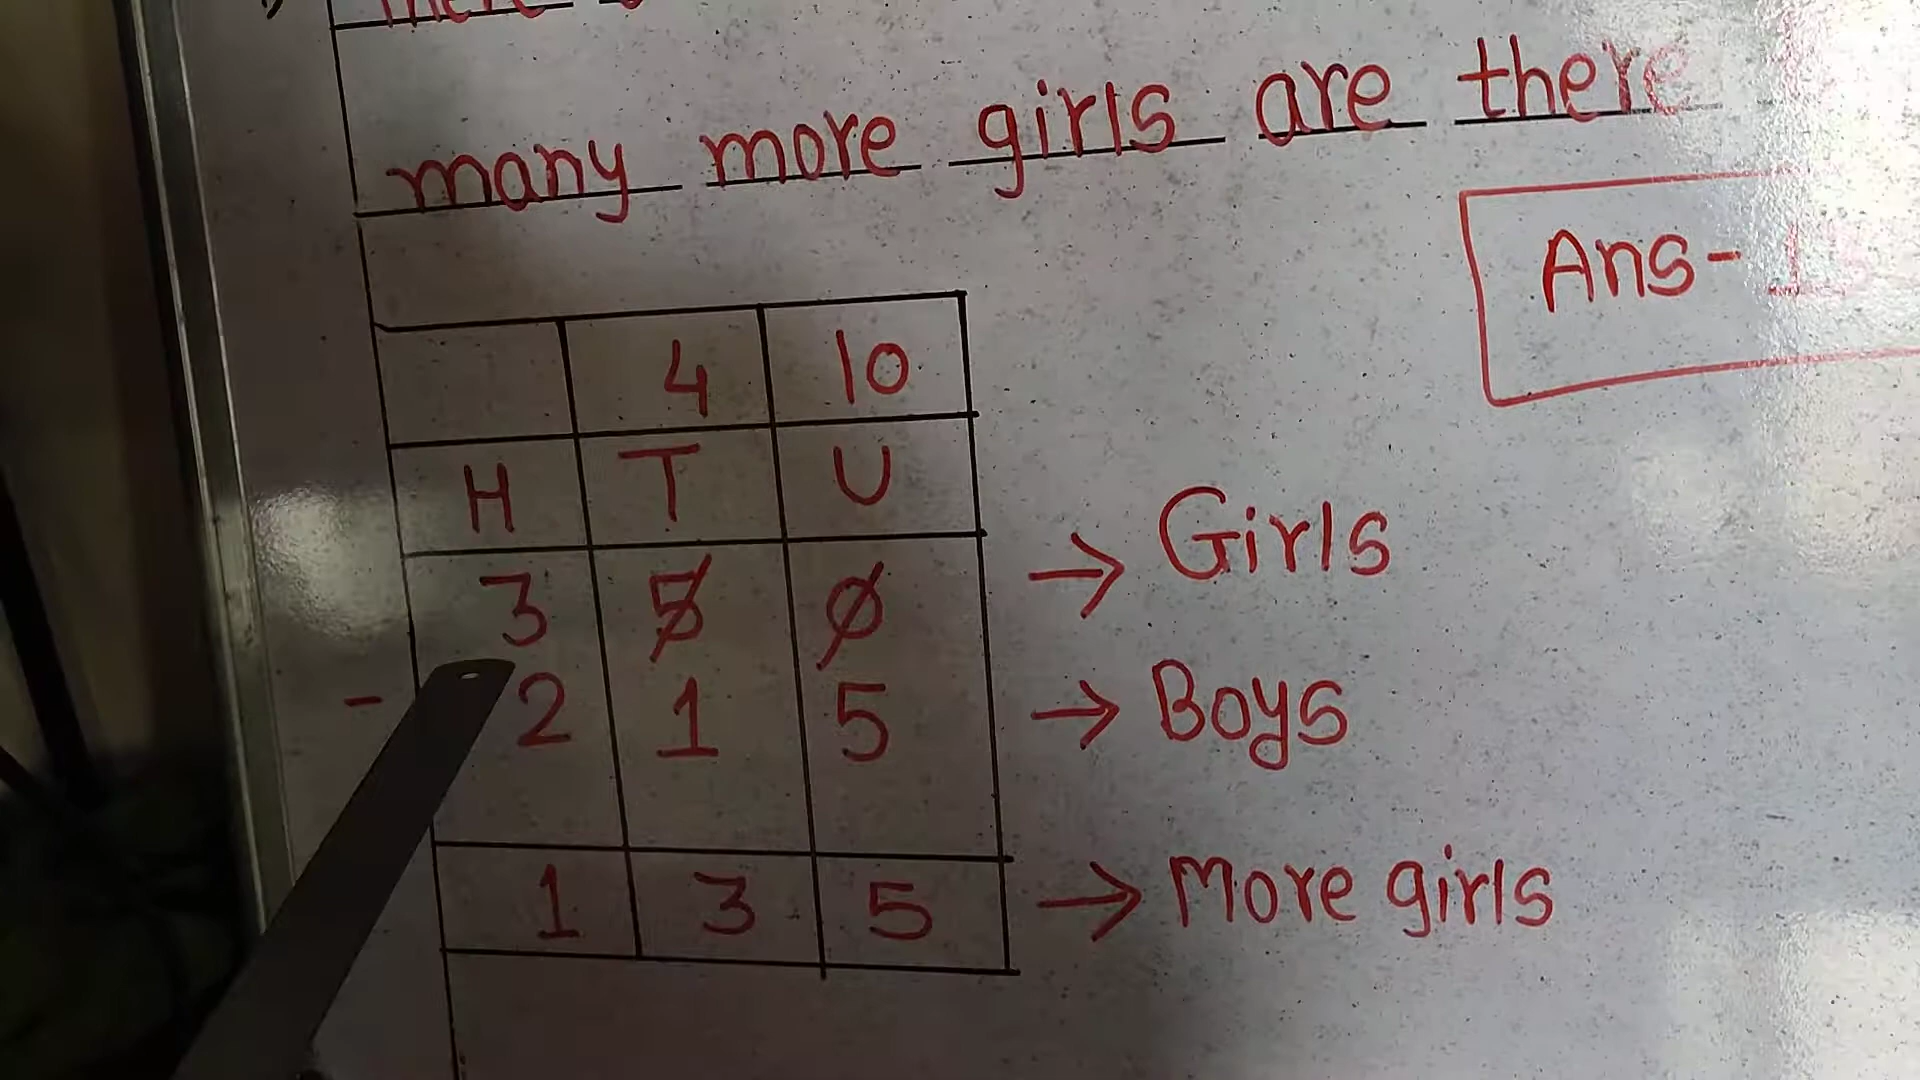 many more girls are there
Ans-
4 10
H T U
3 5 0 → Girls
- 2 1 5 → Boys
1 3 5 → More girls